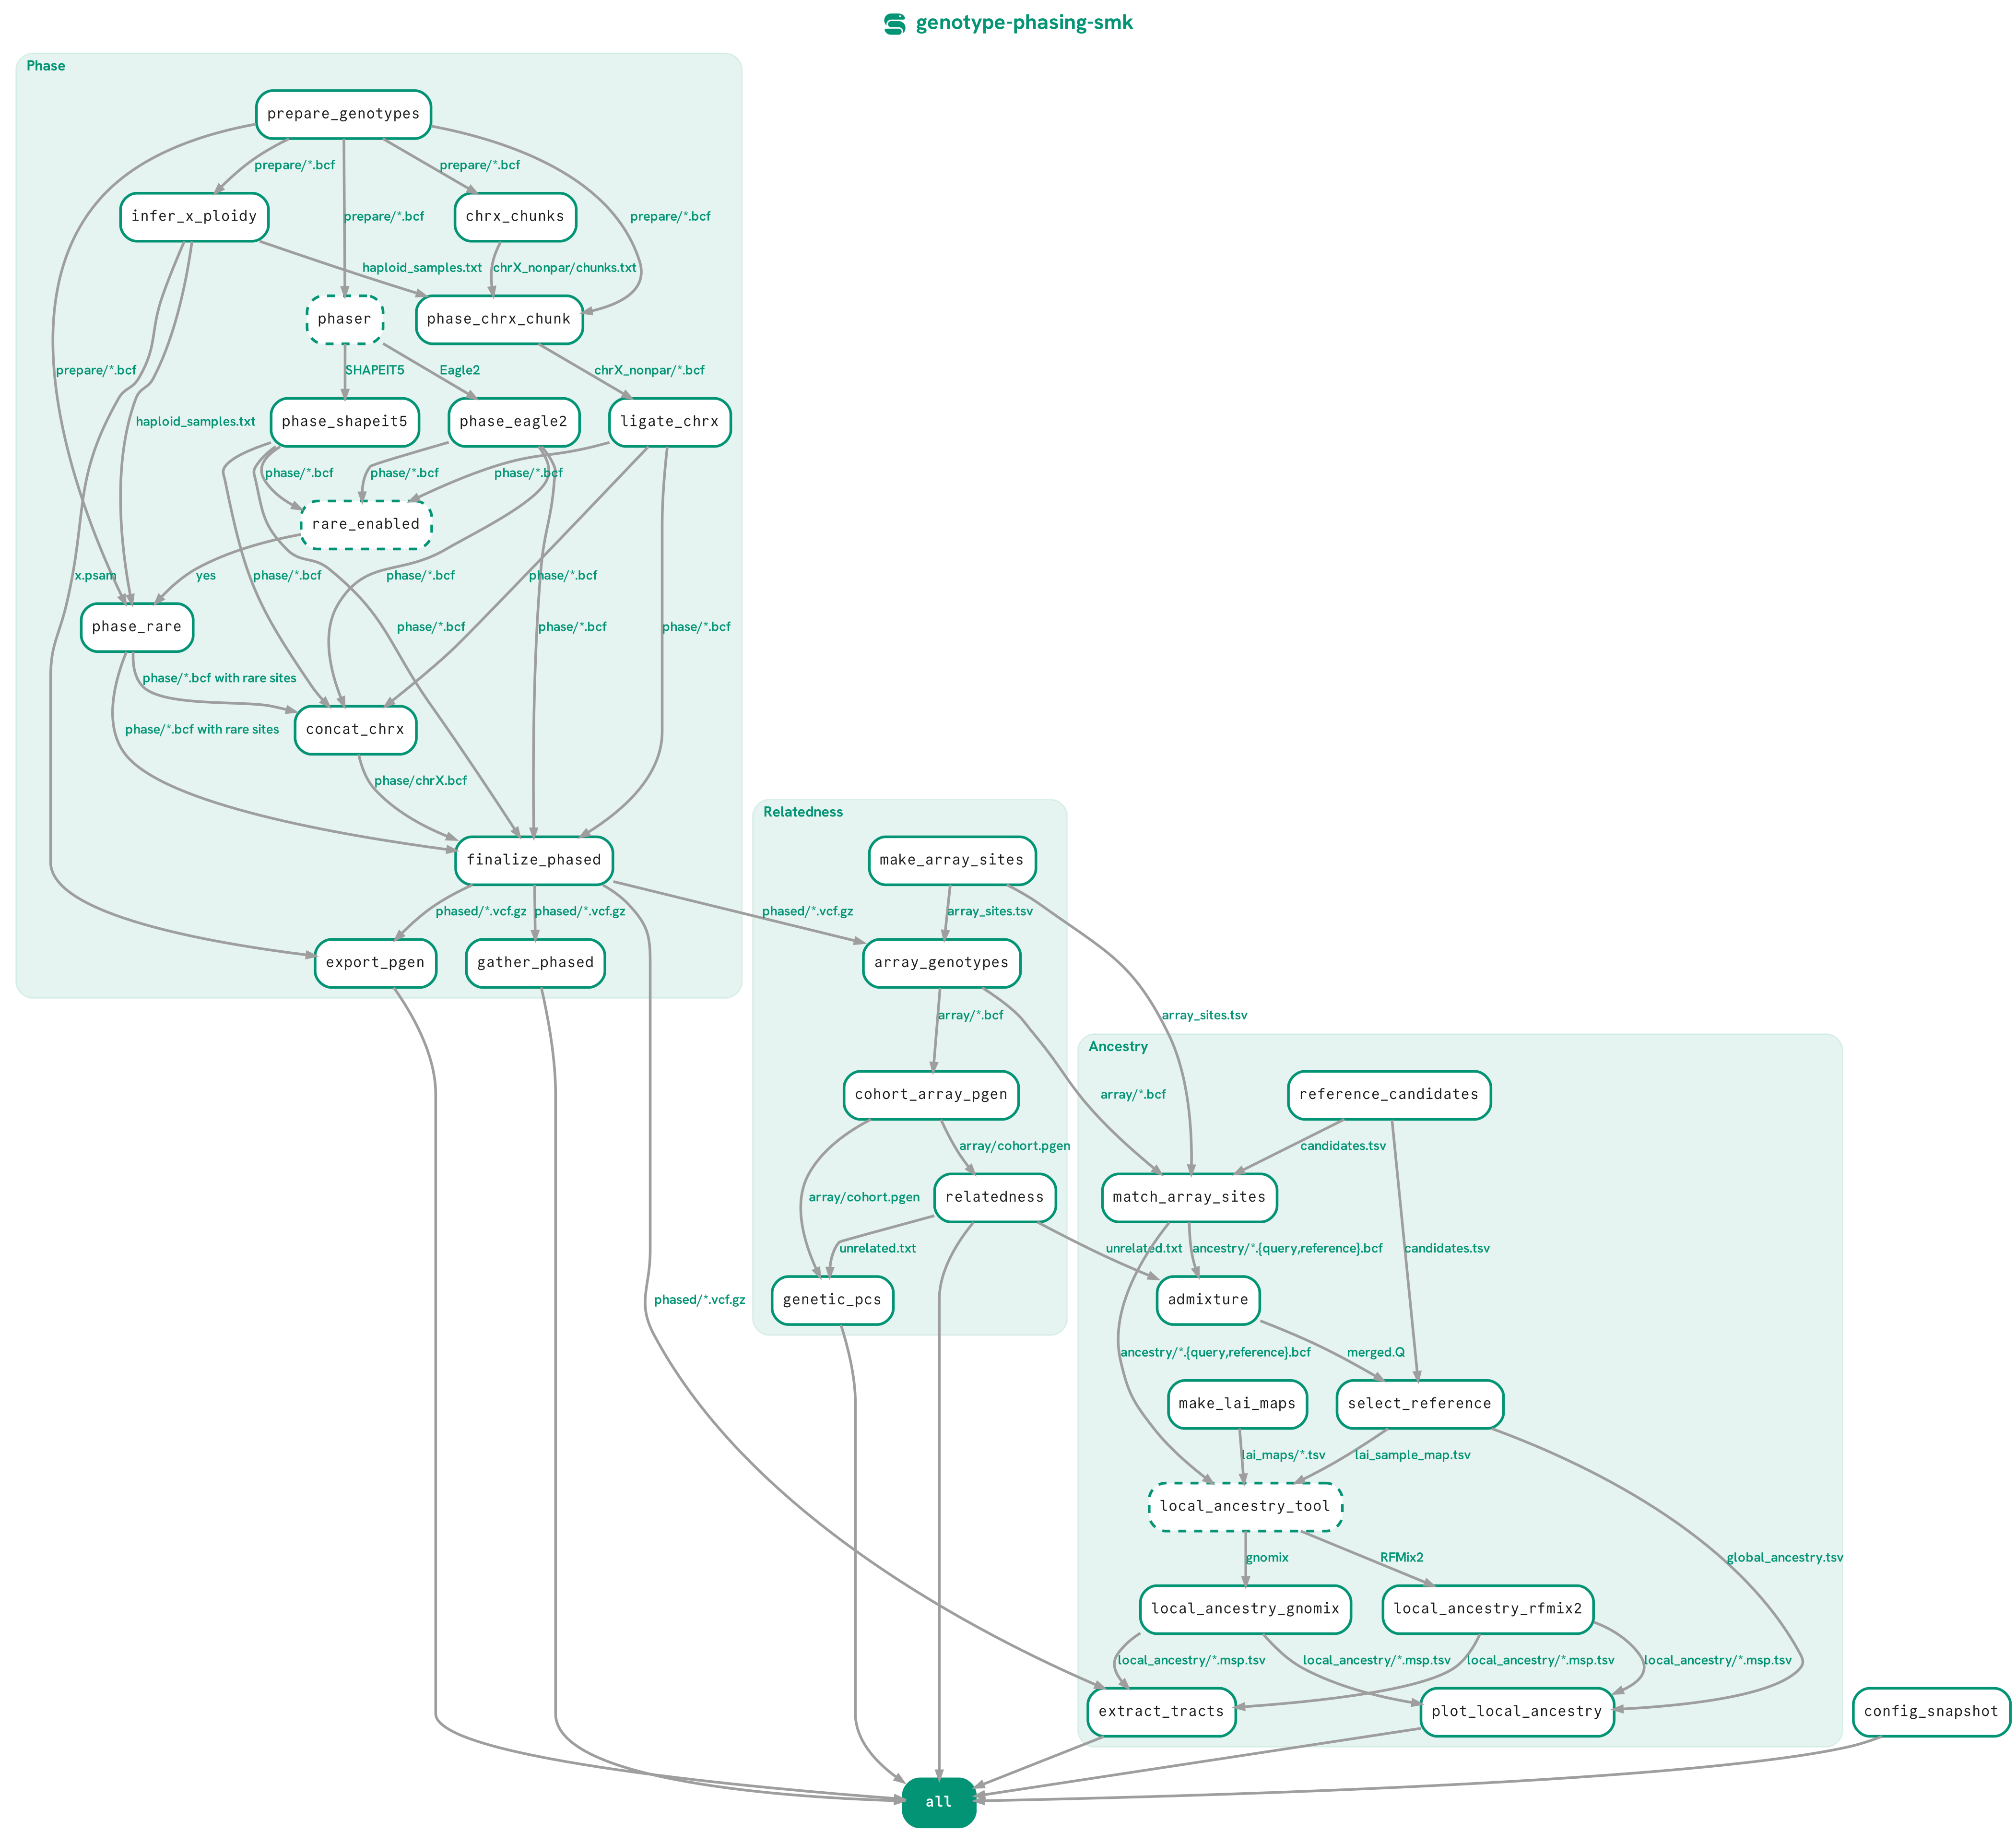 genotype-phasing-smk
Phase
prepare_genotypes
prepare/*.bcf
prepare/*.bcf
infer_x_ploidy
prepare/*.bcf
chrx_chunks
prepare/*.bcf
haploid_samples.txt
chrX_nonpar/chunks.txt
phaser
phase_chrx_chunk
prepare/*.bcf
SHAPEIT5
Eagle2
chrX_nonpar/*.bcf
haploid_samples.txt
phase_shapeit5
phase_eagle2
ligate_chrx
phase/*.bcf
phase/*.bcf
phase/*.bcf
rare_enabled
x.psam
yes
phase/*.bcf
phase/*.bcf
phase/*.bcf
phase_rare
phase/*.bcf
phase/*.bcf
phase/*.bcf
phase/*.bcf with rare sites
phase/*.bcf with rare sites
concat_chrx
phase/chrX.bcf
finalize_phased
phased/*.vcf.gz
phased/*.vcf.gz
export_pgen
gather_phased
Relatedness
make_array_sites
phased/*.vcf.gz
array_sites.tsv
array_genotypes
array/*.bcf
array_sites.tsv
cohort_array_pgen
array/*.bcf
array/cohort.pgen
array/cohort.pgen
relatedness
unrelated.txt
unrelated.txt
genetic_pcs
phased/*.vcf.gz
Ancestry
reference_candidates
candidates.tsv
match_array_sites
ancestry/*.{query,reference}.bcf
candidates.tsv
admixture
ancestry/*.{query,reference}.bcf
merged.Q
make_lai_maps
select_reference
lai_maps/*.tsv
lai_sample_map.tsv
local_ancestry_tool
gnomix
RFMix2
global_ancestry.tsv
local_ancestry_gnomix
local_ancestry_rfmix2
local_ancestry/*.msp.tsv
local_ancestry/*.msp.tsv
local_ancestry/*.msp.tsv
local_ancestry/*.msp.tsv
extract_tracts
plot_local_ancestry
config_snapshot
all